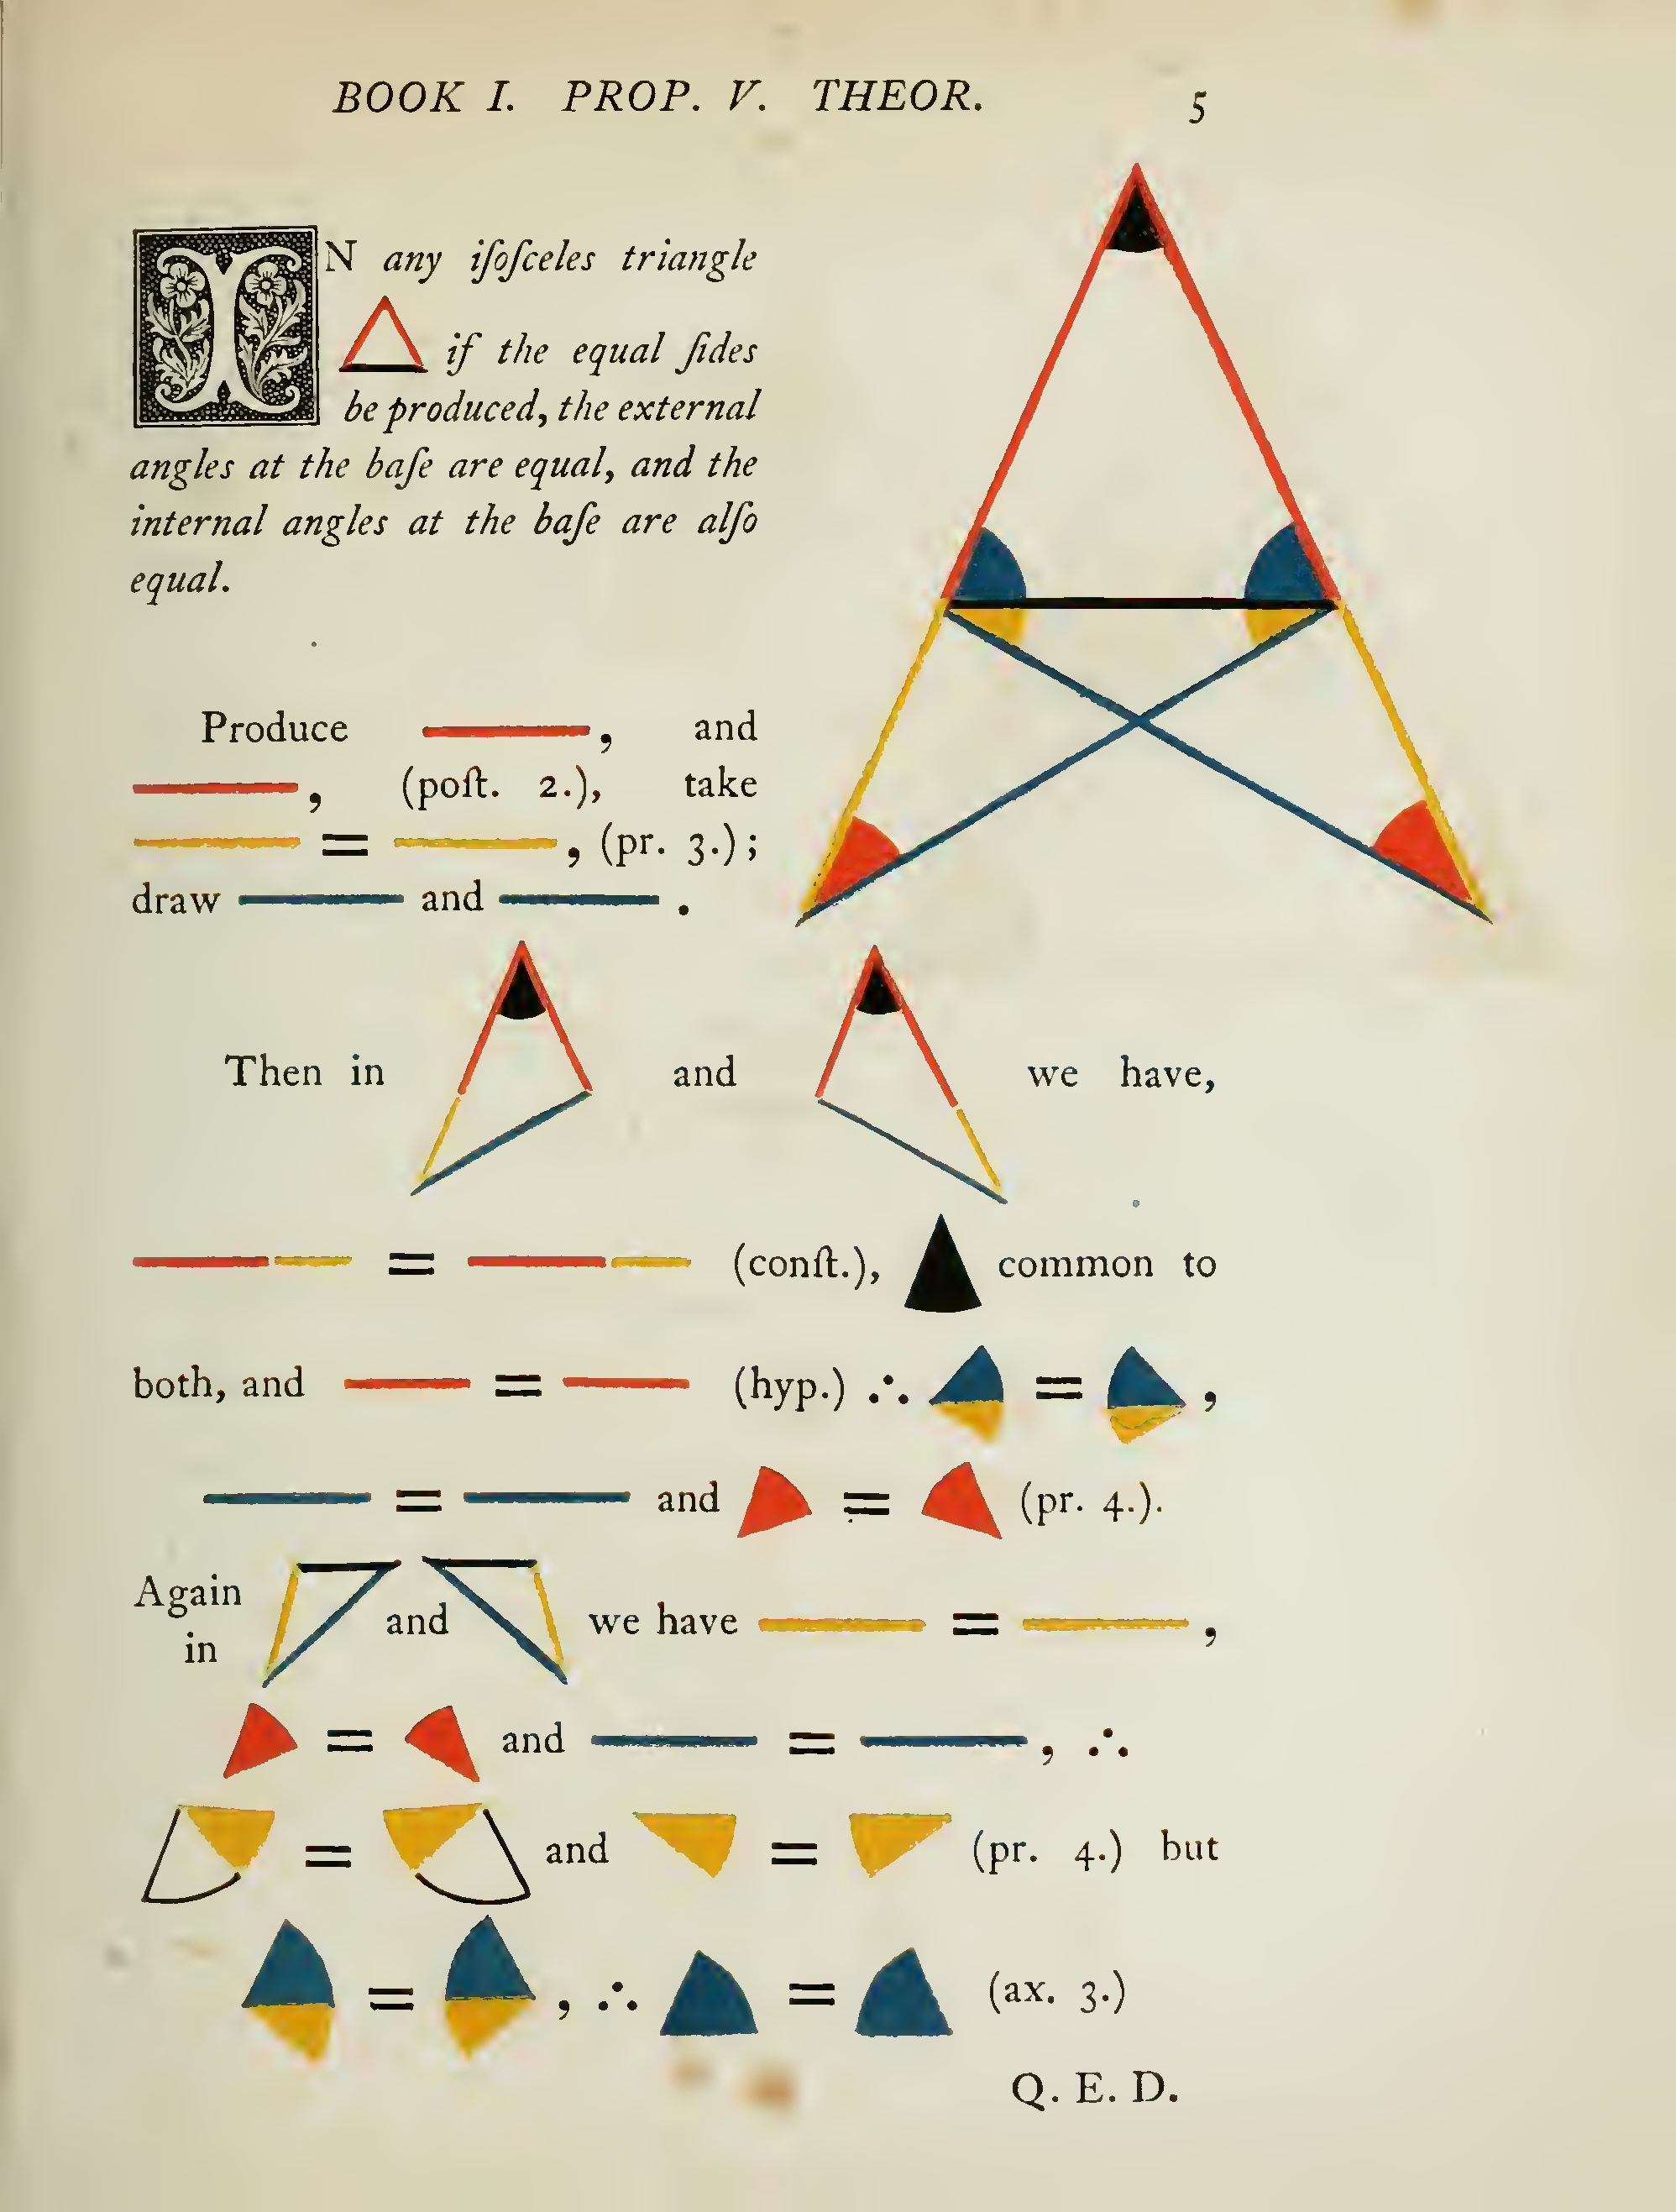 BOOK I. PROP. V. THEOR. 5
IN any iſoſceles triangle
if the equal ſides
be produced, the external
angles at the baſe are equal, and the
internal angles at the baſe are alſo
equal.
Produce , and
, (poſt. 2.), take
= , (pr. 3.) ;
draw and .
Then in and we have,
= (conſt.), common to
both, and = (hyp.) ∴ = ,
= and = (pr. 4.).
Again
in and we have = ,
= and = , ∴
= and = (pr. 4.) but
= , ∴ = (ax. 3.)
Q. E. D.